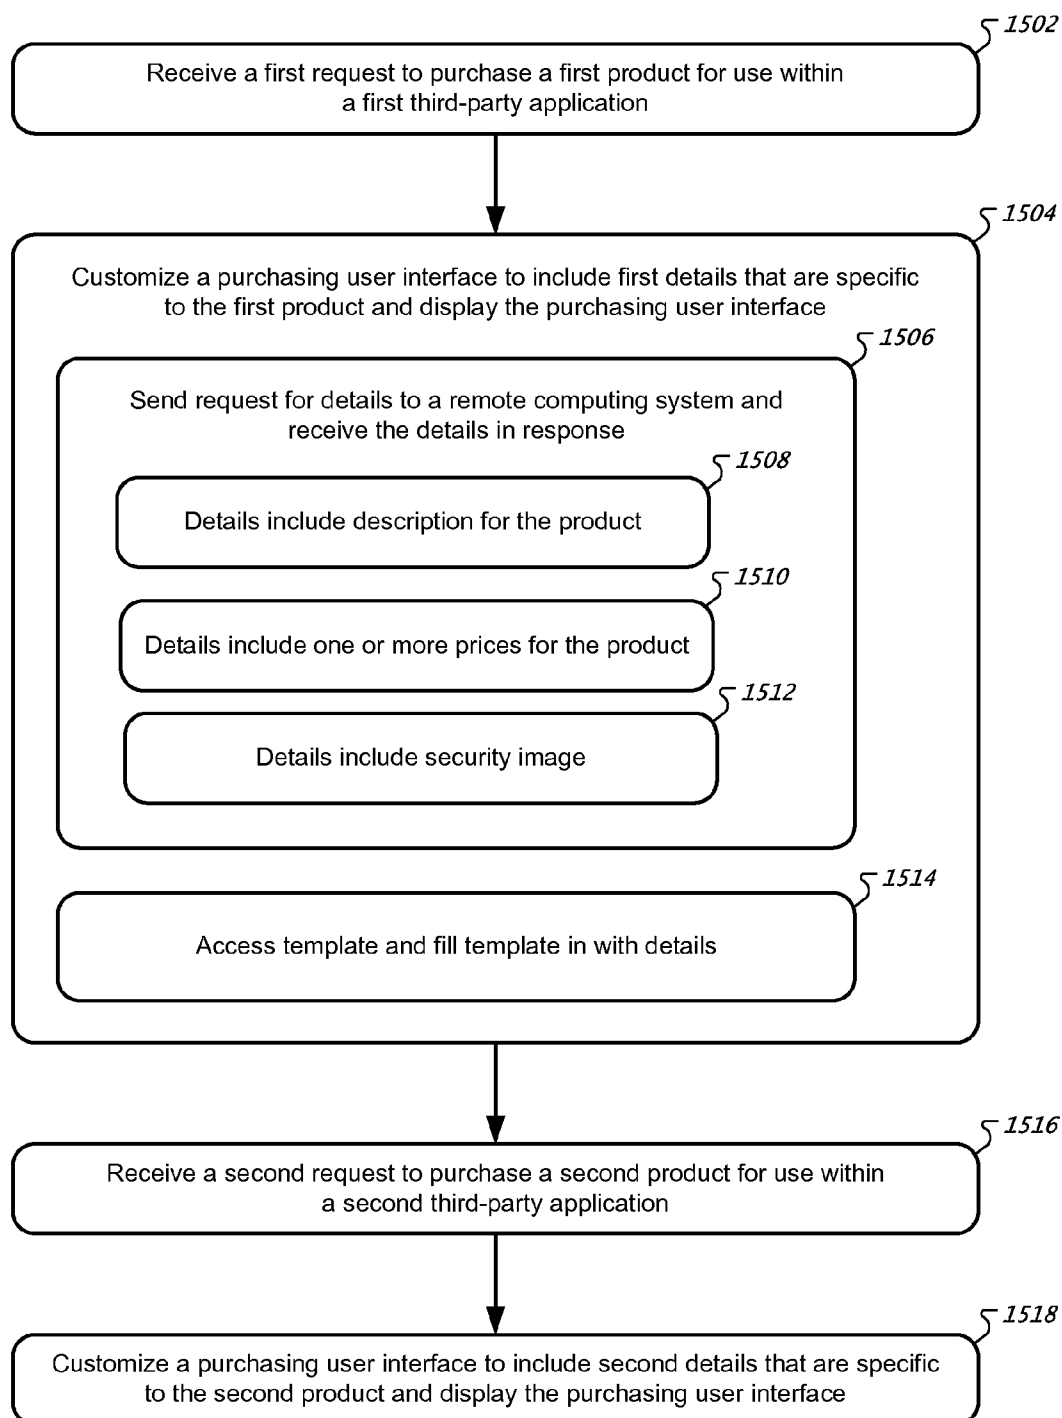 1502
Receive a first request to purchase a first product for use within
a first third-party application
1504
Customize a purchasing user interface to include first details that are specific
to the first product and display the purchasing user interface
1506
Send request for details to a remote computing system and
receive the details in response
1508
Details include description for the product
1510
Details include one or more prices for the product
1512
Details include security image
1514
Access template and fill template in with details
1516
Receive a second request to purchase a second product for use within
a second third-party application
1518
Customize a purchasing user interface to include second details that are specific
to the second product and display the purchasing user interface